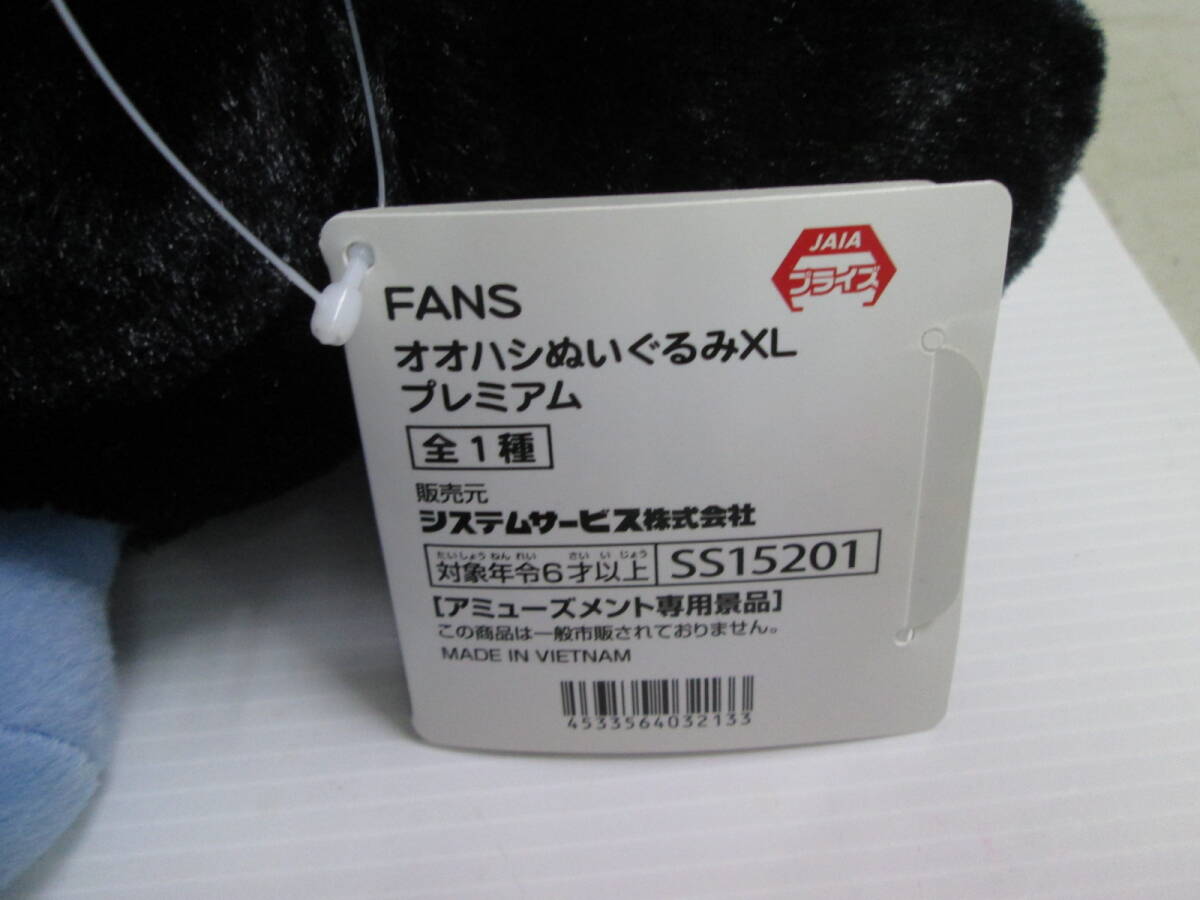 JAIA
プライズ
FANS
オオハシぬいぐるみXL
プレミアム
全1種
販売元
システムサービス株式会社
たいしょうねんれい さいいじょう
対象年令6才以上 SS15201
[アミューズメント専用景品]
この商品は一般市販されておりません。
MADE IN VIETNAM
4533564032133